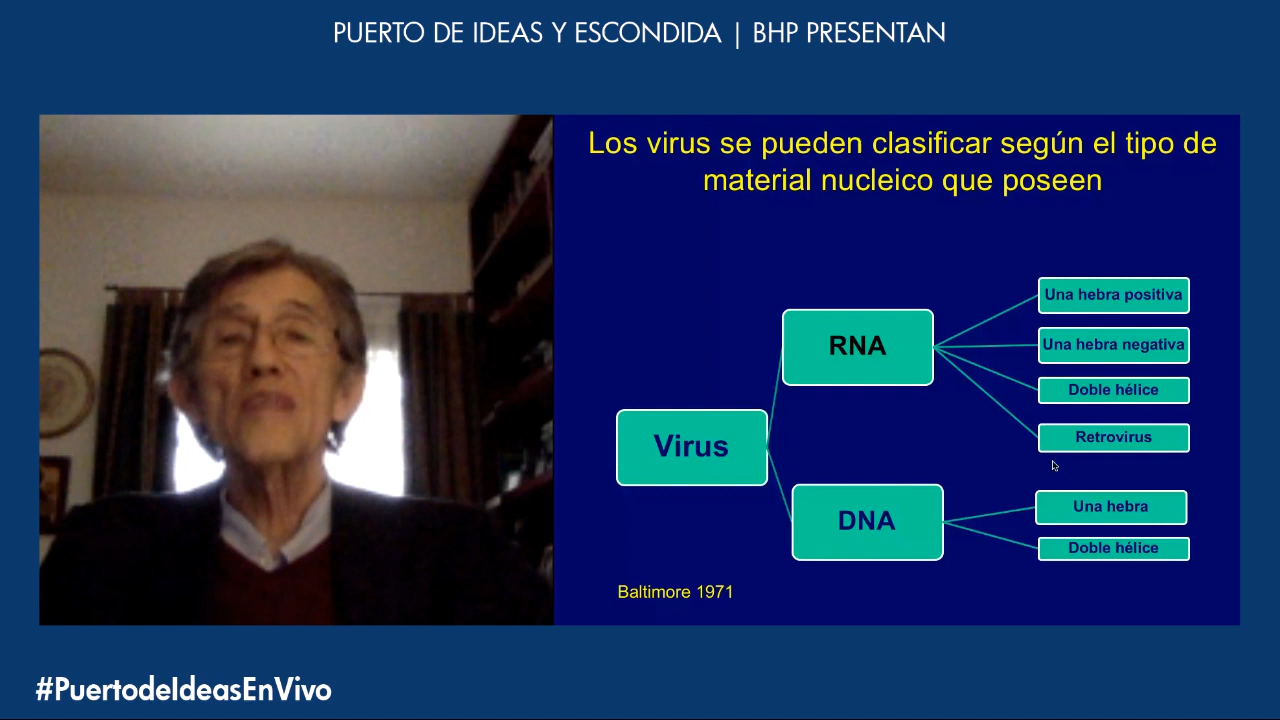 PUERTO DE IDEAS Y ESCONDIDA | BHP PRESENTAN
Los virus se pueden clasificar según el tipo de
material nucleico que poseen
Virus
RNA
Una hebra positiva
Una hebra negativa
Doble hélice
Retrovirus
DNA
Una hebra
Doble hélice
Baltimore 1971
#PuertodeIdeasEnVivo